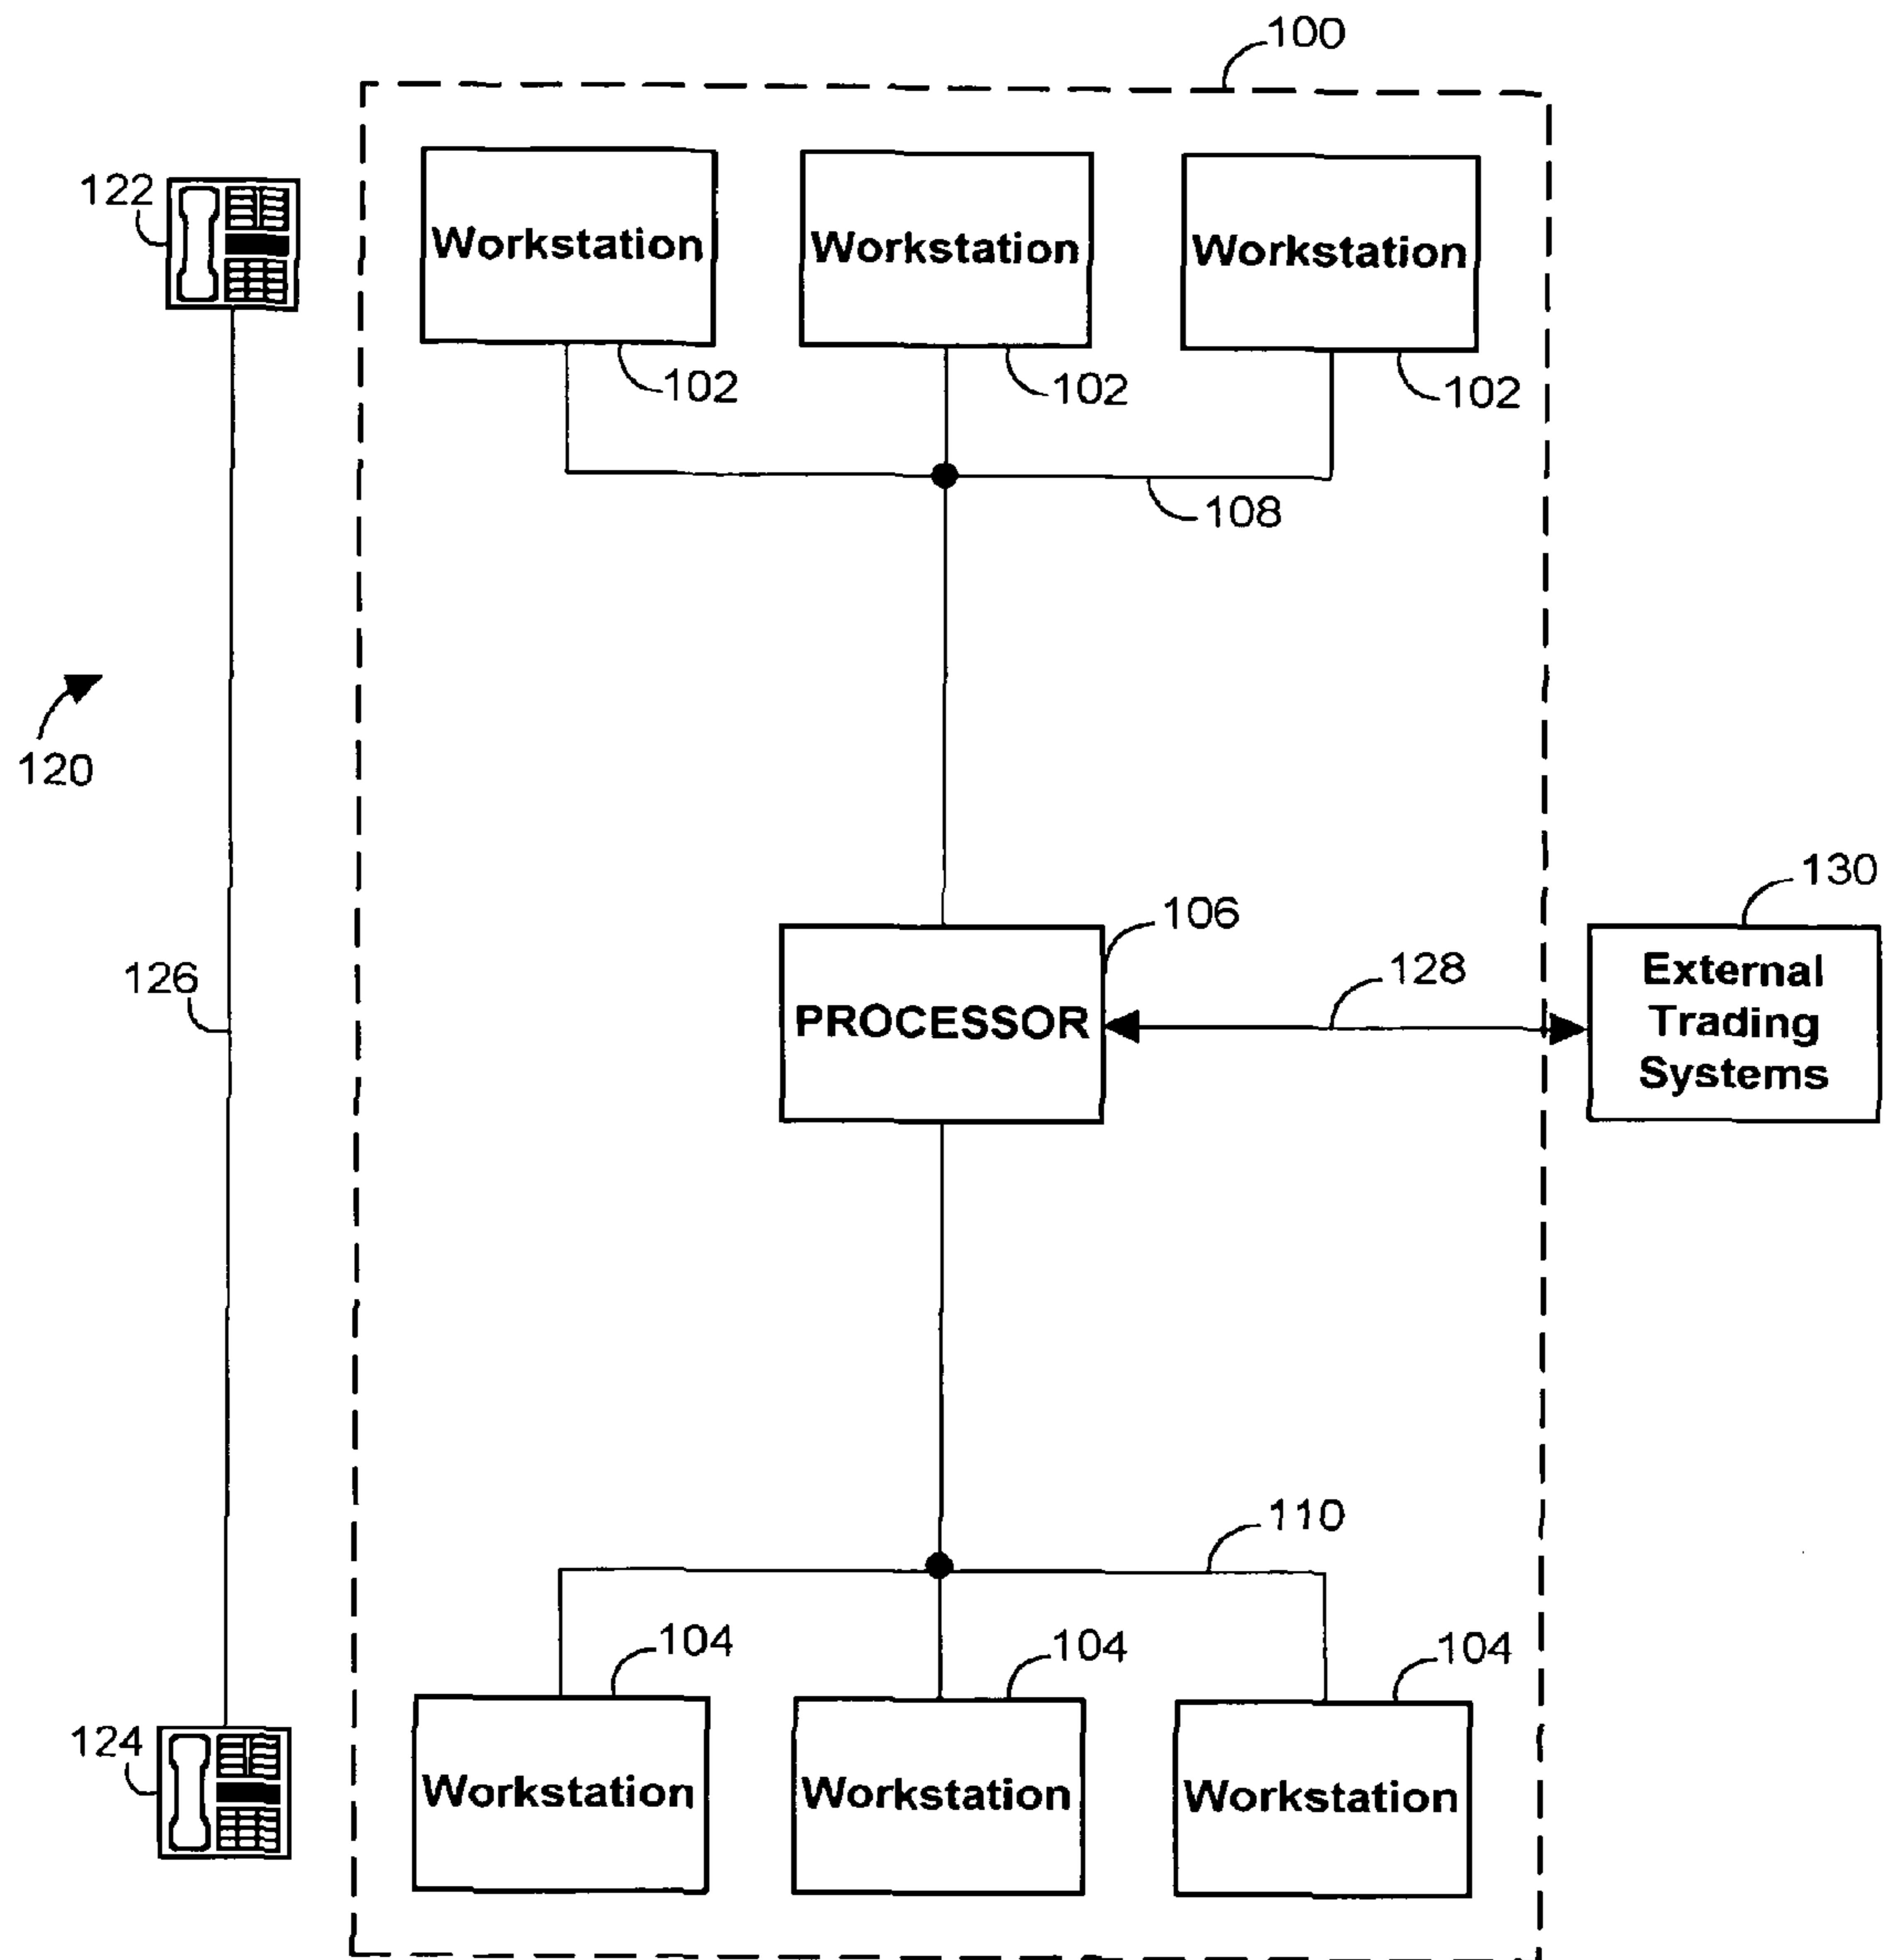 100
122
Workstation
Workstation
Workstation
102
102
102
108
120
130
106
126
128
PROCESSOR
External
Trading
Systems
110
104
104
104
124
Workstation
Workstation
Workstation